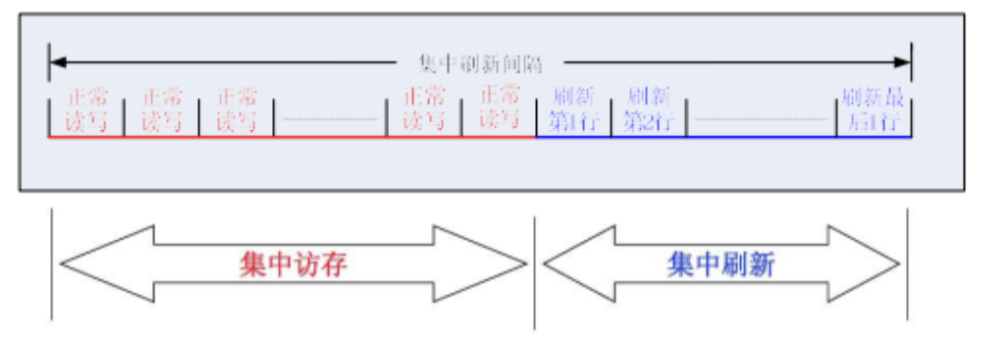 集中刷新间隔
正常 正常 正常 正常 正常 刷新 刷新 刷新最
读写 读写 读写 读写 读写 第1行 第2行 后1行
集中访存 集中刷新